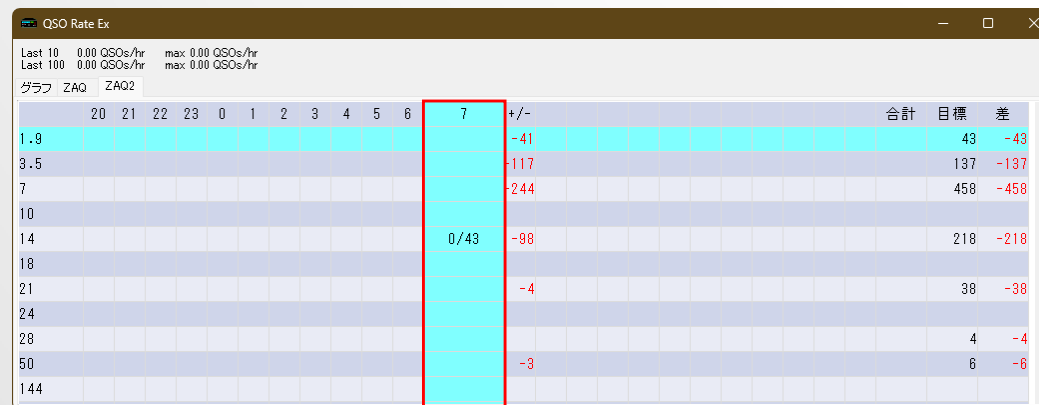 QSO Rate Ex
Last 10 0.00 QSOs/hr max 0.00 QSOs/hr
Last 100 0.00 QSOs/hr max 0.00 QSOs/hr
グラフ ZAQ ZAQ2
20 21 22 23 0 1 2 3 4 5 6 7 +/- 合計 目標 差
1.9 -41 43 -43
3.5 -117 137 -137
7 -244 458 -458
10
14 0/43 -98 218 -218
18
21 -4 38 -38
24
28 4 -4
50 -3 6 -6
144